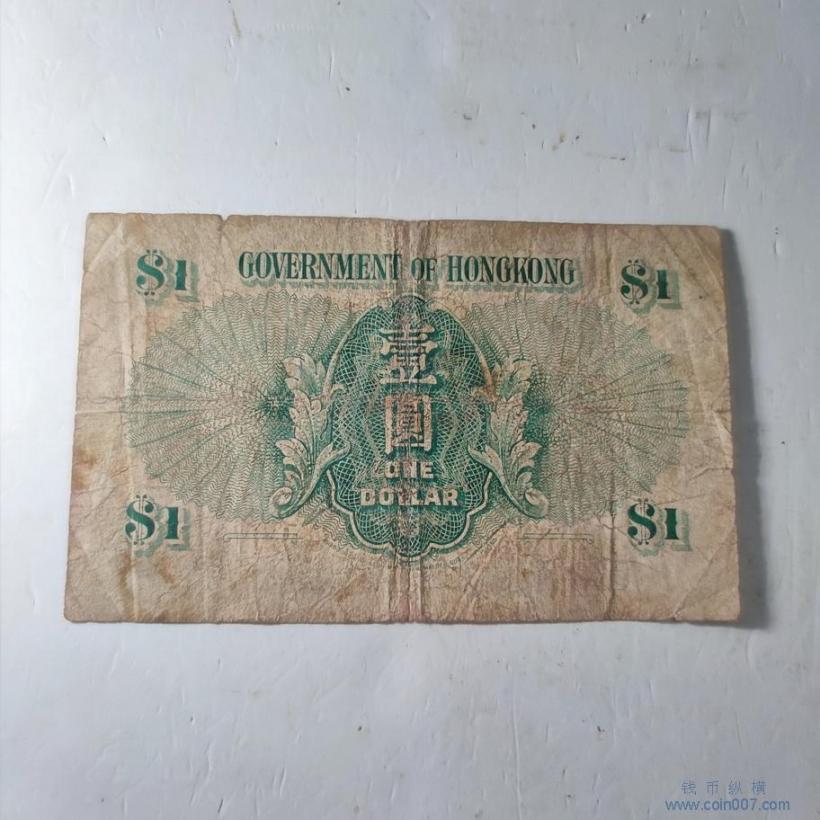 $1 GOVERNMENT OF HONGKONG $1
壹
圓
ONE
DOLLAR
$1 $1
钱币纵横
www.coin007.com